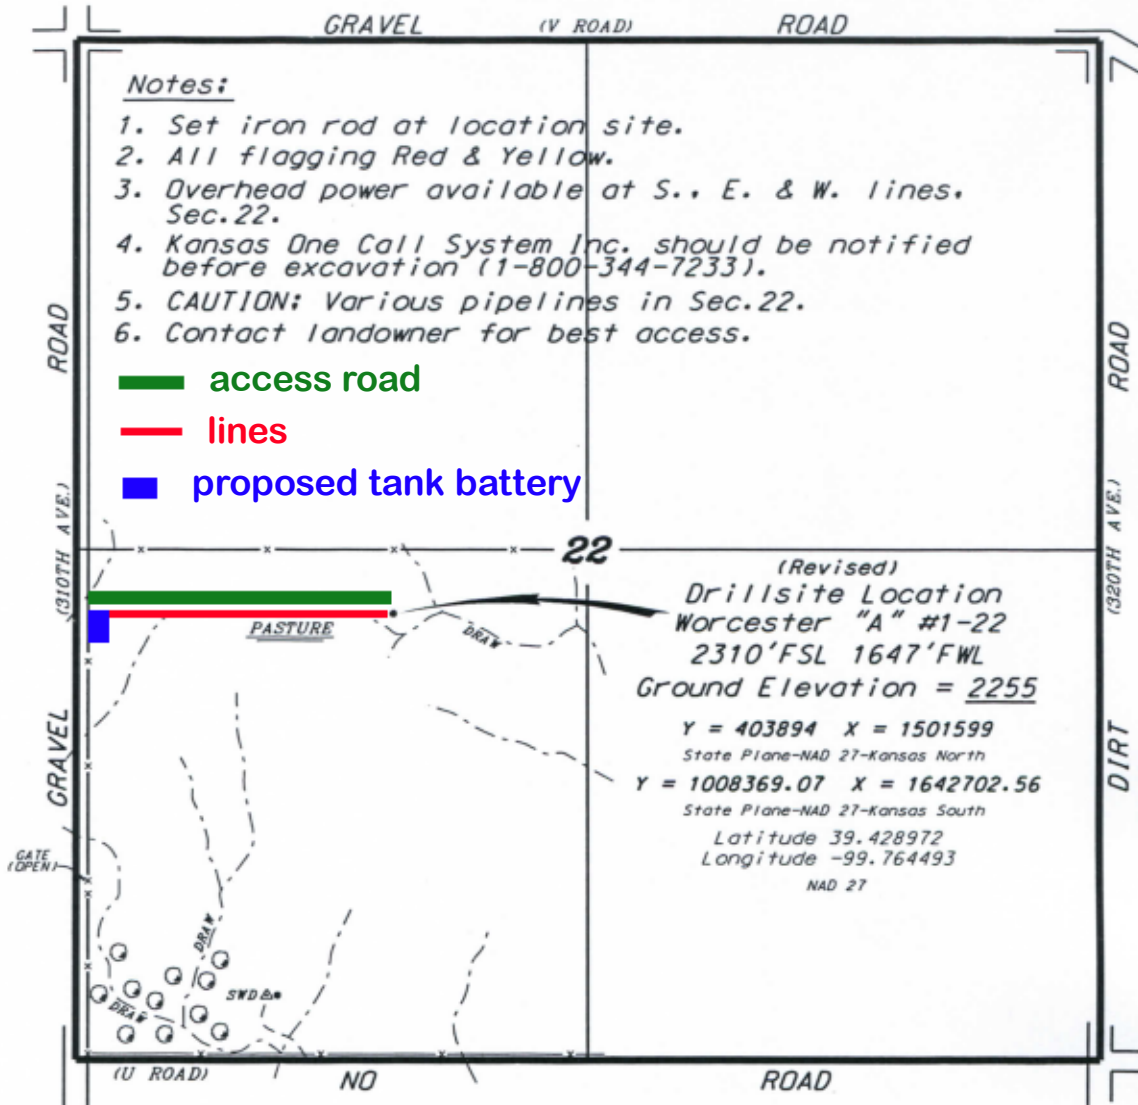 GRAVEL (V ROAD) ROAD
Notes:
1. Set iron rod at location site.
2. All flagging Red & Yellow.
3. Overhead power available at S., E. & W. lines.
Sec.22.
4. Kansas One Call System Inc. should be notified
before excavation (1-800-344-7233).
5. CAUTION: Various pipelines in Sec.22.
6. Contact landowner for best access.
access road
lines
proposed tank battery
ROAD
(310TH AVE.)
GRAVEL
GATE
(OPEN)
22
PASTURE
DRAW
(Revised)
Drillsite Location
Worcester "A" #1-22
2310'FSL 1647'FWL
Ground Elevation = 2255
Y = 403894 X = 1501599
State Plane-NAD 27-Kansas North
Y = 1008369.07 X = 1642702.56
State Plane-NAD 27-Kansas South
Latitude 39.428972
Longitude -99.764493
NAD 27
ROAD
(320TH AVE.)
DIRT
DRAW
SWD
DRAW
(U ROAD) NO ROAD